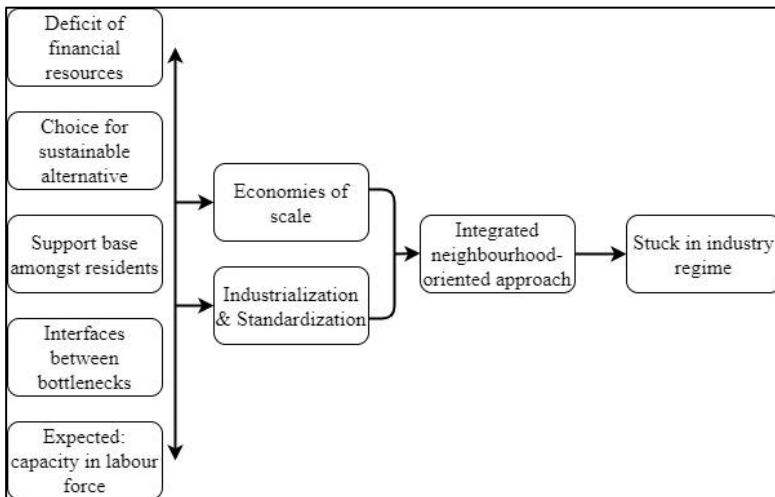 Deficit of
financial
resources
Choice for
sustainable
alternative
Support base
amongst residents
Interfaces
between
bottlenecks
Expected:
capacity in labour
force
Economies of
scale
Industrialization
& Standardization
Integrated
neighbourhood-
oriented approach
Stuck in industry
regime